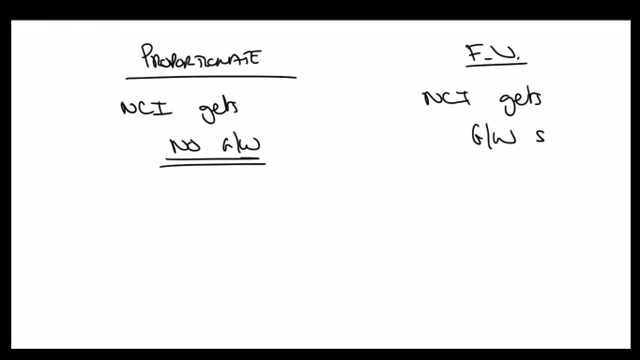 PROPORTIONATE
NCI gets
NO G/W
F.V.
NCI gets
G/W s